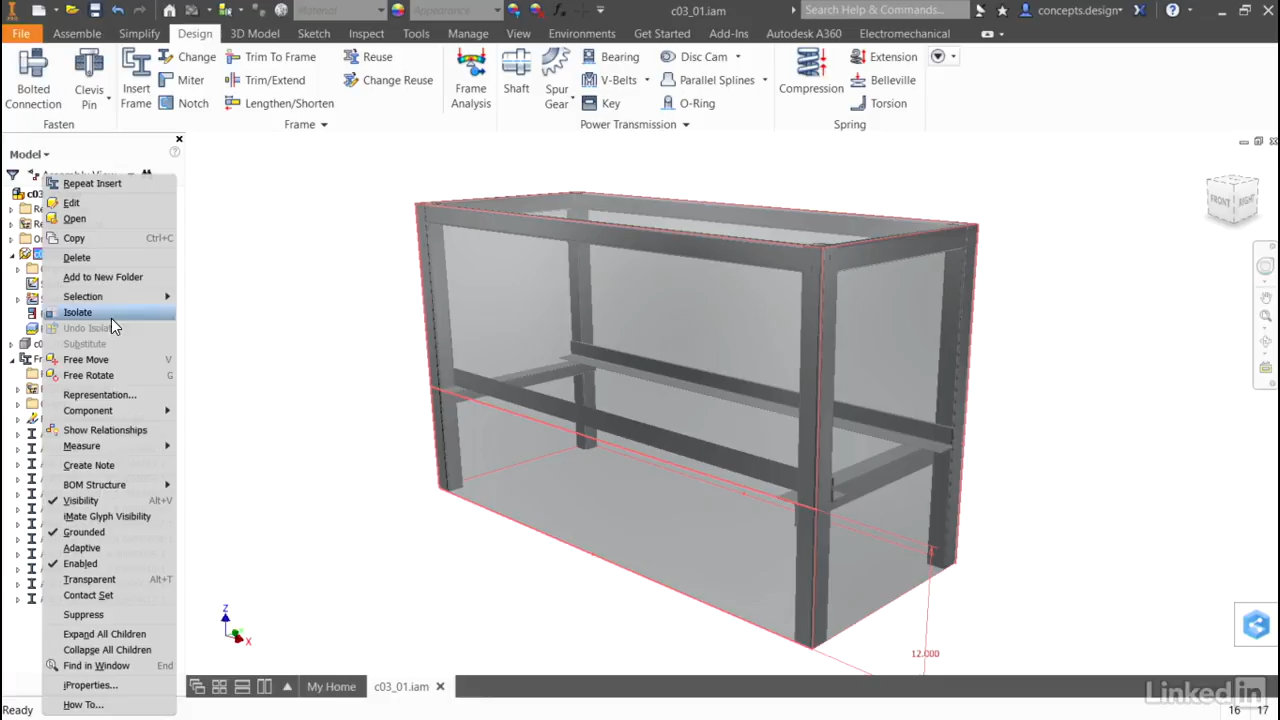 Material
Appearance
c03_01.iam
Search Help & Commands...
concepts.design
File
Assemble
Simplify
Design
3D Model
Sketch
Inspect
Tools
Manage
View
Environments
Get Started
Add-Ins
Autodesk A360
Electromechanical
Bolted Connection
Clevis Pin
Insert Frame
Change
Miter
Notch
Trim To Frame
Trim/Extend
Lengthen/Shorten
Reuse
Change Reuse
Frame Analysis
Shaft
Spur Gear
Bearing
V-Belts
Key
Disc Cam
Parallel Splines
O-Ring
Compression
Extension
Belleville
Torsion
Fasten
Frame
Power Transmission
Spring
Model
Repeat Insert
Edit
Open
Copy Ctrl+C
Delete
Add to New Folder
Selection
Isolate
Undo Isola
Substitute
Free Move V
Free Rotate G
Representation...
Component
Show Relationships
Measure
Create Note
BOM Structure
Visibility Alt+V
iMate Glyph Visibility
Grounded
Adaptive
Enabled
Transparent Alt+T
Contact Set
Suppress
Expand All Children
Collapse All Children
Find in Window End
iProperties...
How To...
FRONT
RIGHT
Z
X
12.000
My Home
c03_01.iam
LinkedIn
Ready
16 17